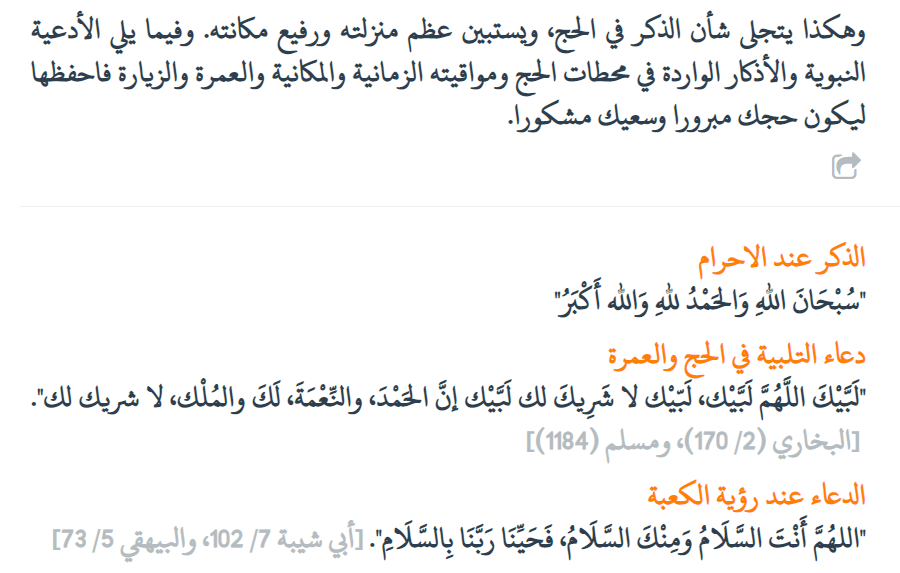 وهكذا يتجلى شأن الذكر في الحج، ويستبين عظم منزلته ورفيع مكانته. وفيما يلي الأدعية
النبوية والأذكار الواردة في محطات الحج ومواقيته الزمانية والمكانية والعمرة والزيارة فاحفظها
ليكون حجك مبرورا وسعيك مشكورا.
الذكر عند الاحرام
"سُبْحَانَ اللهِ وَالحَمْدُ للهِ وَالله أَكْبَرُ"
دعاء التلبية في الحج والعمرة
"لَبَّيْكَ اللَّهُمَّ لَبَّيْك، لَبّيْك لا شَرِيكَ لك لَبَّيْك إنَّ الحَمْدَ، والنِّعْمَةَ، لَكَ والمُلْك، لا شريك لك".
[البخاري (2/ 170)، ومسلم (1184)]
الدعاء عند رؤية الكعبة
"اللهُمَّ أَنْتَ السَّلَامُ وَمِنْكَ السَّلَامُ، فَحَيِّنَا رَبَّنَا بِالسَّلَامِ". [أبي شيبة 7/ 102، والبيهقي 5/ 73]